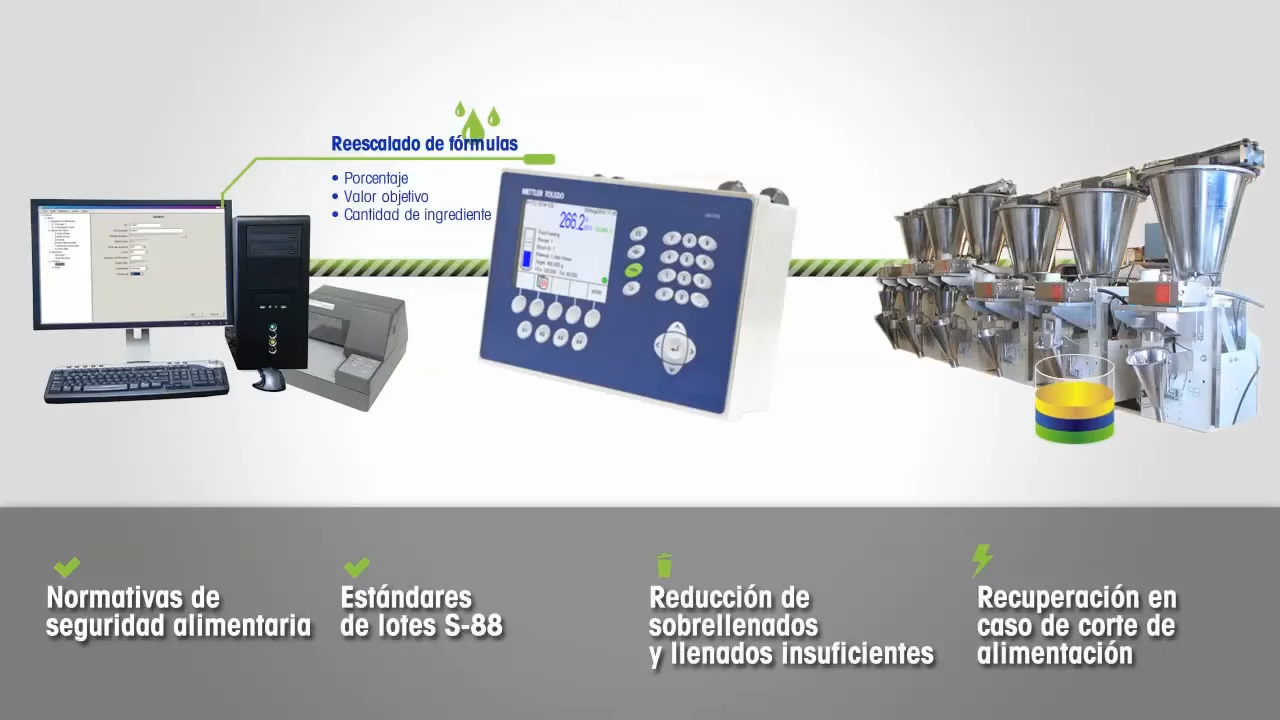 Reescalado de fórmulas
• Porcentaje
• Valor objetivo
• Cantidad de ingrediente
METTLER TOLEDO
266.2
Normativas de
seguridad alimentaria
Estándares
de lotes S-88
Reducción de
sobrellenados
y llenados insuficientes
Recuperación en
caso de corte de
alimentación